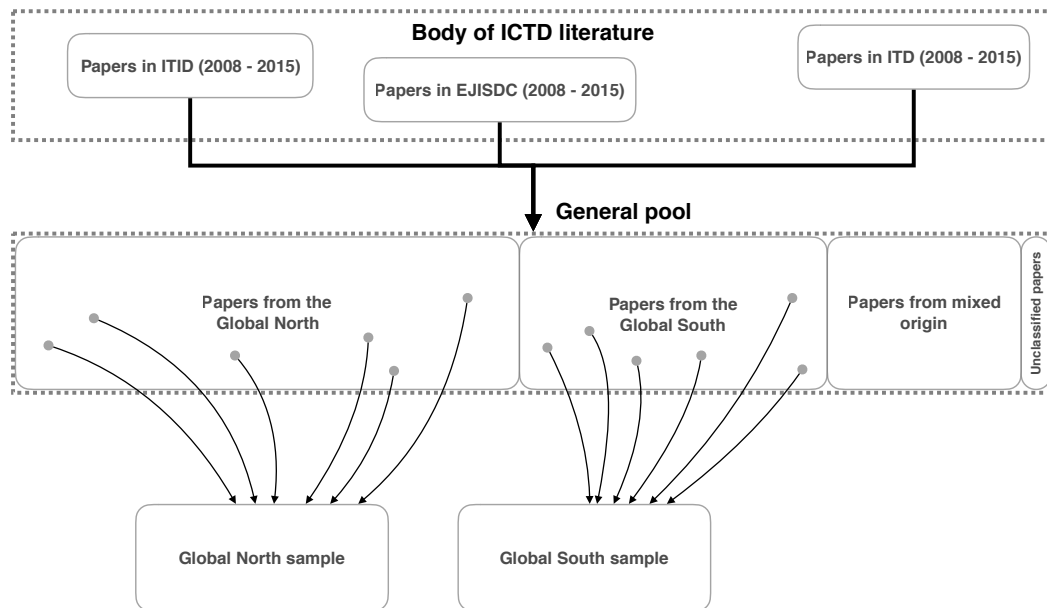 Body of ICTD literature
Papers in ITID (2008 - 2015)
Papers in EJISDC (2008 - 2015)
Papers in ITD (2008 - 2015)
General pool
Papers from the
Global North
Papers from the
Global South
Papers from mixed
origin
Unclassified papers
Global North sample
Global South sample